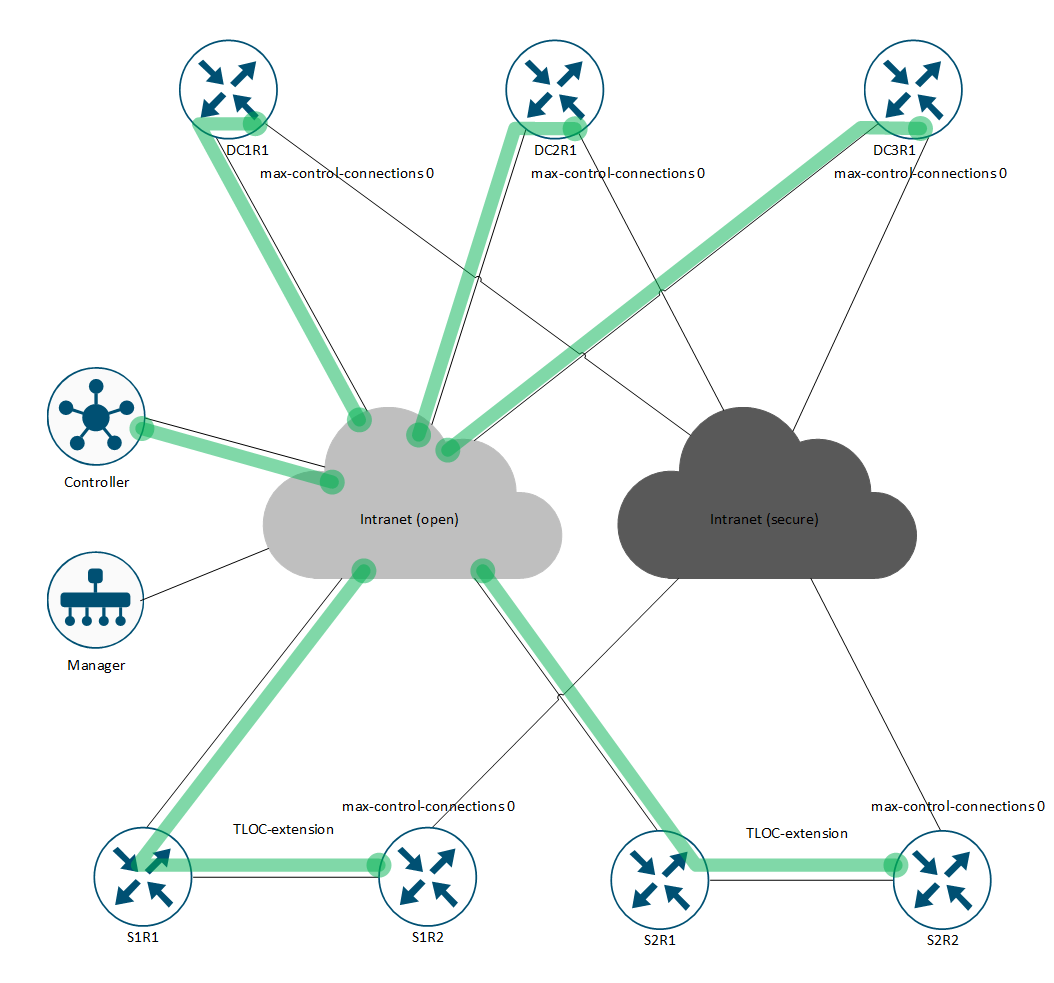 DC1R1
DC2R1
DC3R1
max-control-connections 0
max-control-connections 0
max-control-connections 0
Controller
Intranet (open)
Intranet (secure)
Manager
max-control-connections 0
max-control-connections 0
TLOC-extension
TLOC-extension
S1R1
S1R2
S2R1
S2R2